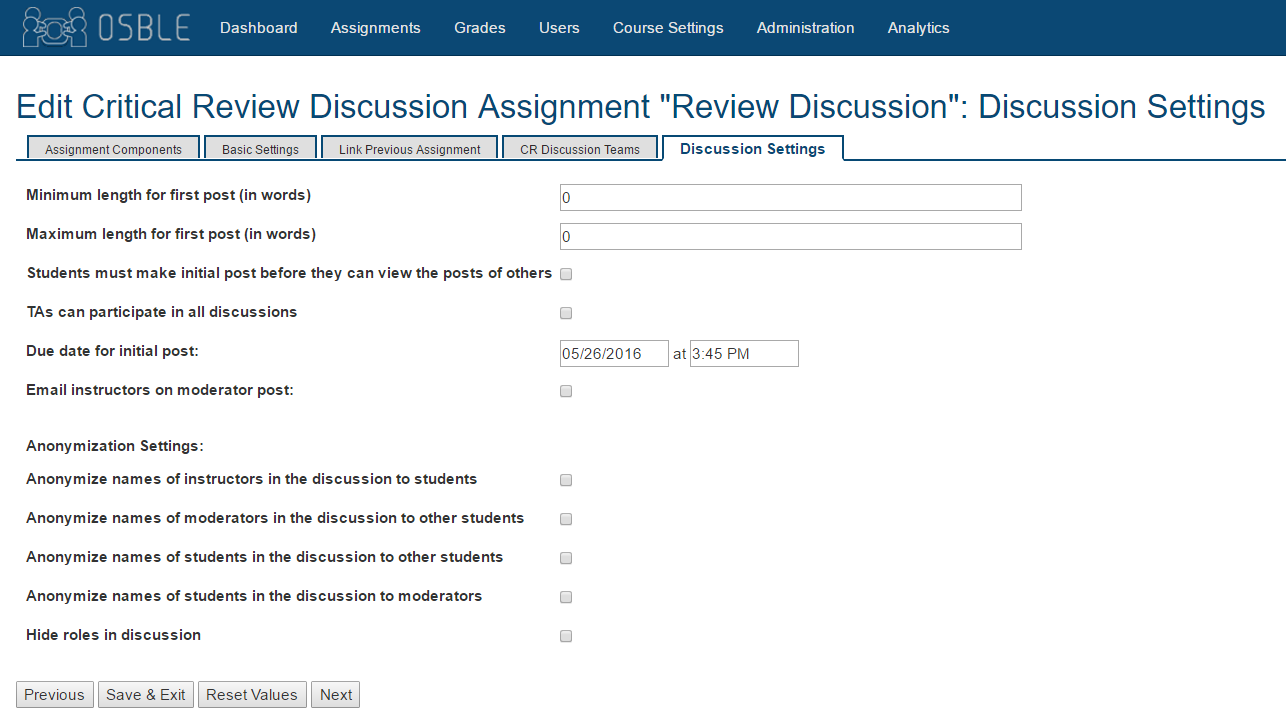 OSBLE Dashboard Assignments Grades Users Course Settings Administration Analytics
Edit Critical Review Discussion Assignment "Review Discussion": Discussion Settings
Assignment Components Basic Settings Link Previous Assignment CR Discussion Teams Discussion Settings
Minimum length for first post (in words) 0
Maximum length for first post (in words) 0
Students must make initial post before they can view the posts of others
TAs can participate in all discussions
Due date for initial post: 05/26/2016 at 3:45 PM
Email instructors on moderator post:
Anonymization Settings:
Anonymize names of instructors in the discussion to students
Anonymize names of moderators in the discussion to other students
Anonymize names of students in the discussion to other students
Anonymize names of students in the discussion to moderators
Hide roles in discussion
Previous Save & Exit Reset Values Next